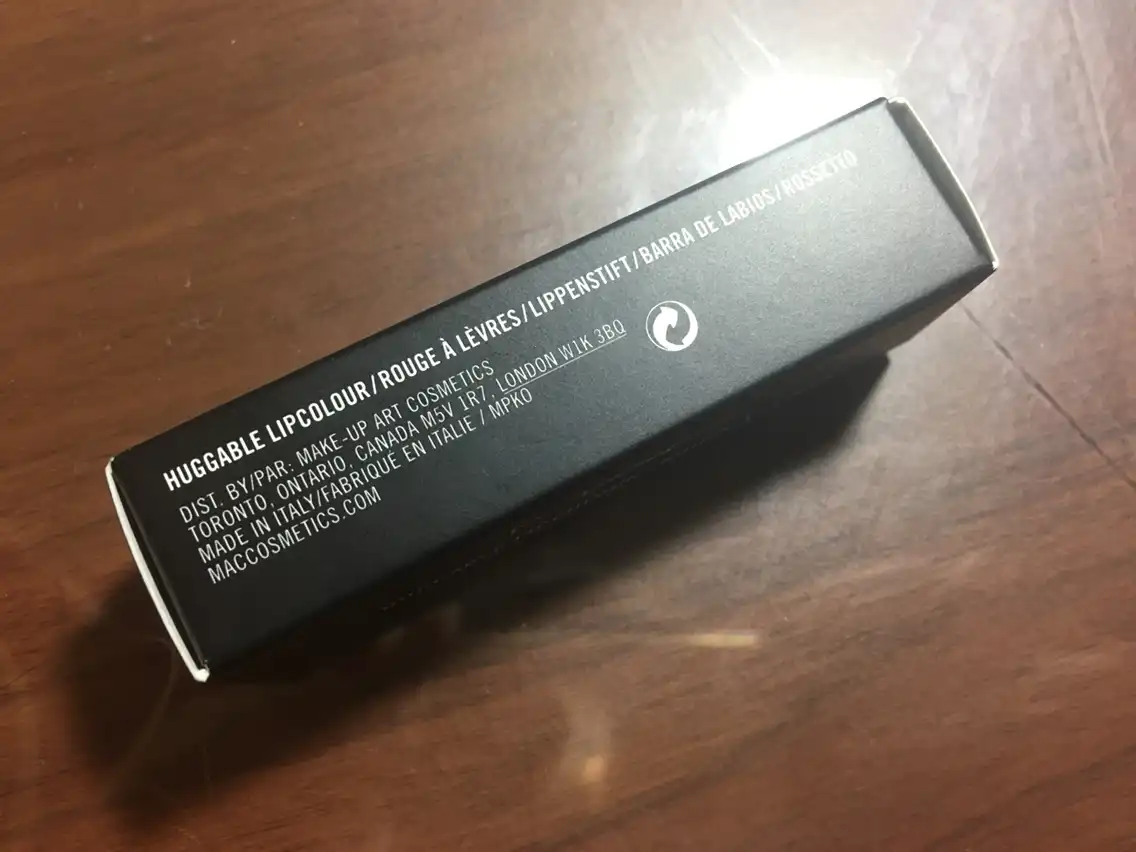 HUGGABLE LIPCOLOUR/ROUGE À LÈVRES/LIPPENSTIFT/BARRA DE LABIOS/ROSSETTO
DIST. BY/PAR: MAKE-UP ART COSMETICS
TORONTO, ONTARIO, CANADA M5V 1R7, LONDON W1K 3BQ
MADE IN ITALY/FABRIQUÉ EN ITALIE / MPKO
MACCOSMETICS.COM